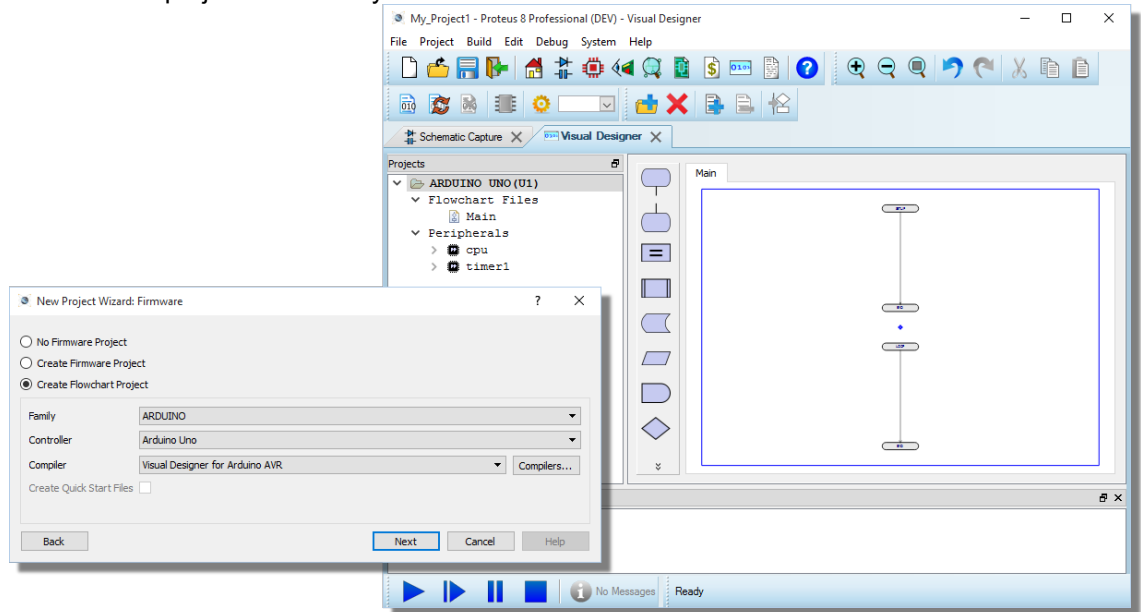 My_Project1 - Proteus 8 Professional (DEV) - Visual Designer
File Project Build Edit Debug System Help
Schematic Capture
Visual Designer
Projects
ARDUINO UNO(U1)
Flowchart Files
Main
Peripherals
cpu
timer1
Main
New Project Wizard: Firmware
No Firmware Project
Create Firmware Project
Create Flowchart Project
Family ARDUINO
Controller Arduino Uno
Compiler Visual Designer for Arduino AVR Compilers...
Create Quick Start Files
Back Next Cancel Help
No Messages Ready